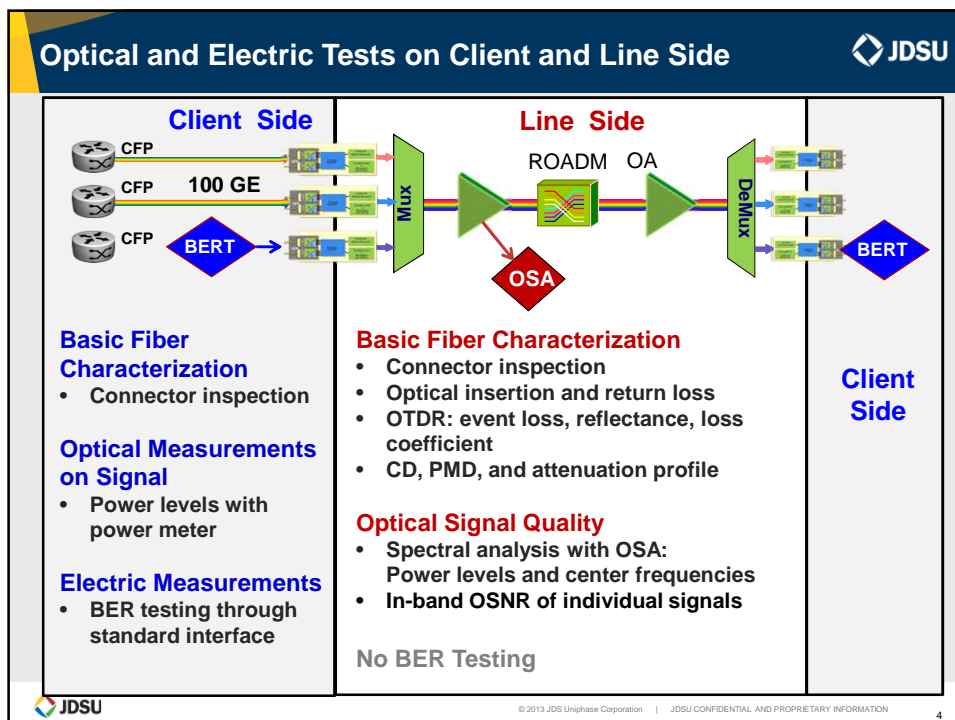 Optical and Electric Tests on Client and Line Side
JDSU
Client Side
Line Side
CFP
CFP
CFP
100 GE
BERT
DSP
DSP
DSP
Mux
ROADM
OA
OSA
DeMux
BERT
Basic Fiber
Characterization
• Connector inspection
Optical Measurements
on Signal
• Power levels with
power meter
Electric Measurements
• BER testing through
standard interface
Basic Fiber Characterization
• Connector inspection
• Optical insertion and return loss
• OTDR: event loss, reflectance, loss
coefficient
• CD, PMD, and attenuation profile
Optical Signal Quality
• Spectral analysis with OSA:
Power levels and center frequencies
• In-band OSNR of individual signals
No BER Testing
Client
Side
JDSU
© 2013 JDS Uniphase Corporation | JDSU CONFIDENTIAL AND PROPRIETARY INFORMATION
4